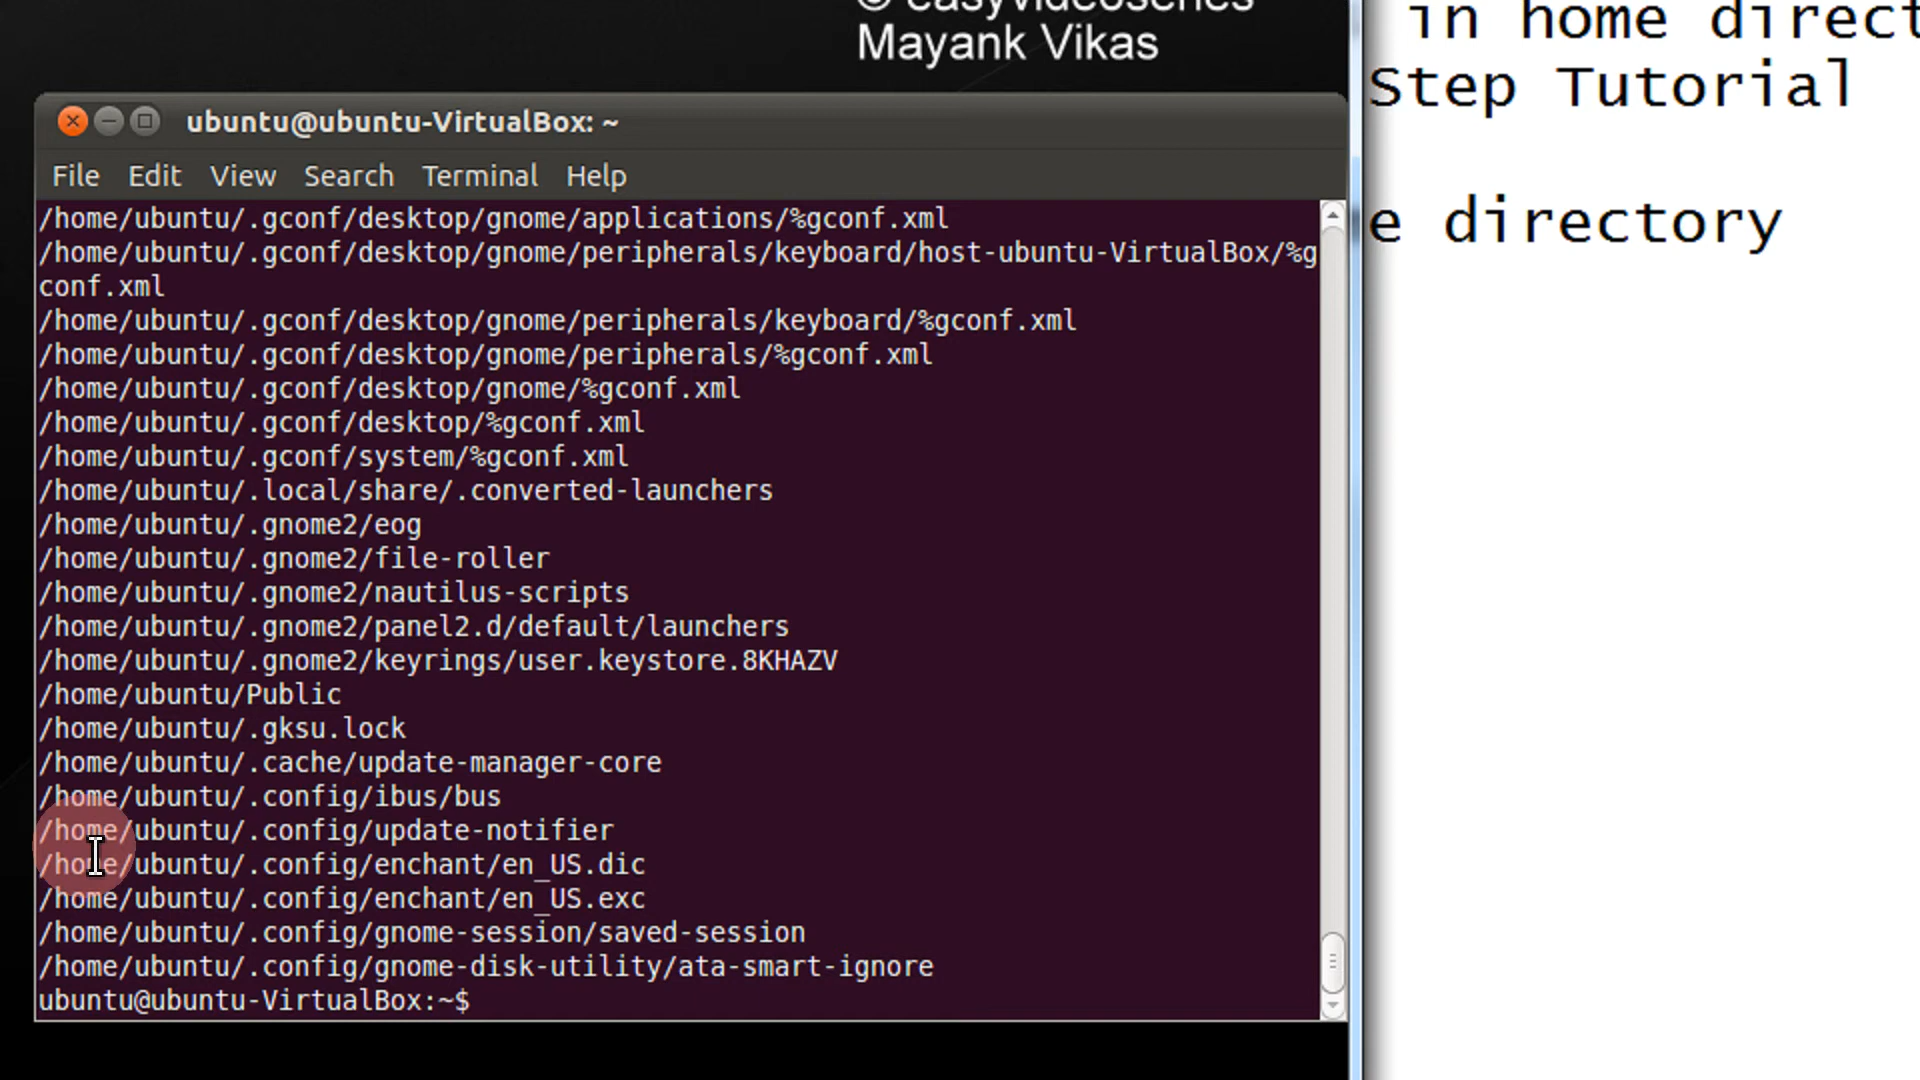 © easyvideoseries
Mayank Vikas
in home direct
Step Tutorial
e directory
ubuntu@ubuntu-VirtualBox: ~
File Edit View Search Terminal Help
/home/ubuntu/.gconf/desktop/gnome/applications/%gconf.xml
/home/ubuntu/.gconf/desktop/gnome/peripherals/keyboard/host-ubuntu-VirtualBox/%g
conf.xml
/home/ubuntu/.gconf/desktop/gnome/peripherals/keyboard/%gconf.xml
/home/ubuntu/.gconf/desktop/gnome/peripherals/%gconf.xml
/home/ubuntu/.gconf/desktop/gnome/%gconf.xml
/home/ubuntu/.gconf/desktop/%gconf.xml
/home/ubuntu/.gconf/system/%gconf.xml
/home/ubuntu/.local/share/.converted-launchers
/home/ubuntu/.gnome2/eog
/home/ubuntu/.gnome2/file-roller
/home/ubuntu/.gnome2/nautilus-scripts
/home/ubuntu/.gnome2/panel2.d/default/launchers
/home/ubuntu/.gnome2/keyrings/user.keystore.8KHAZV
/home/ubuntu/Public
/home/ubuntu/.gksu.lock
/home/ubuntu/.cache/update-manager-core
/home/ubuntu/.config/ibus/bus
/home/ubuntu/.config/update-notifier
/home/ubuntu/.config/enchant/en_US.dic
/home/ubuntu/.config/enchant/en_US.exc
/home/ubuntu/.config/gnome-session/saved-session
/home/ubuntu/.config/gnome-disk-utility/ata-smart-ignore
ubuntu@ubuntu-VirtualBox:~$